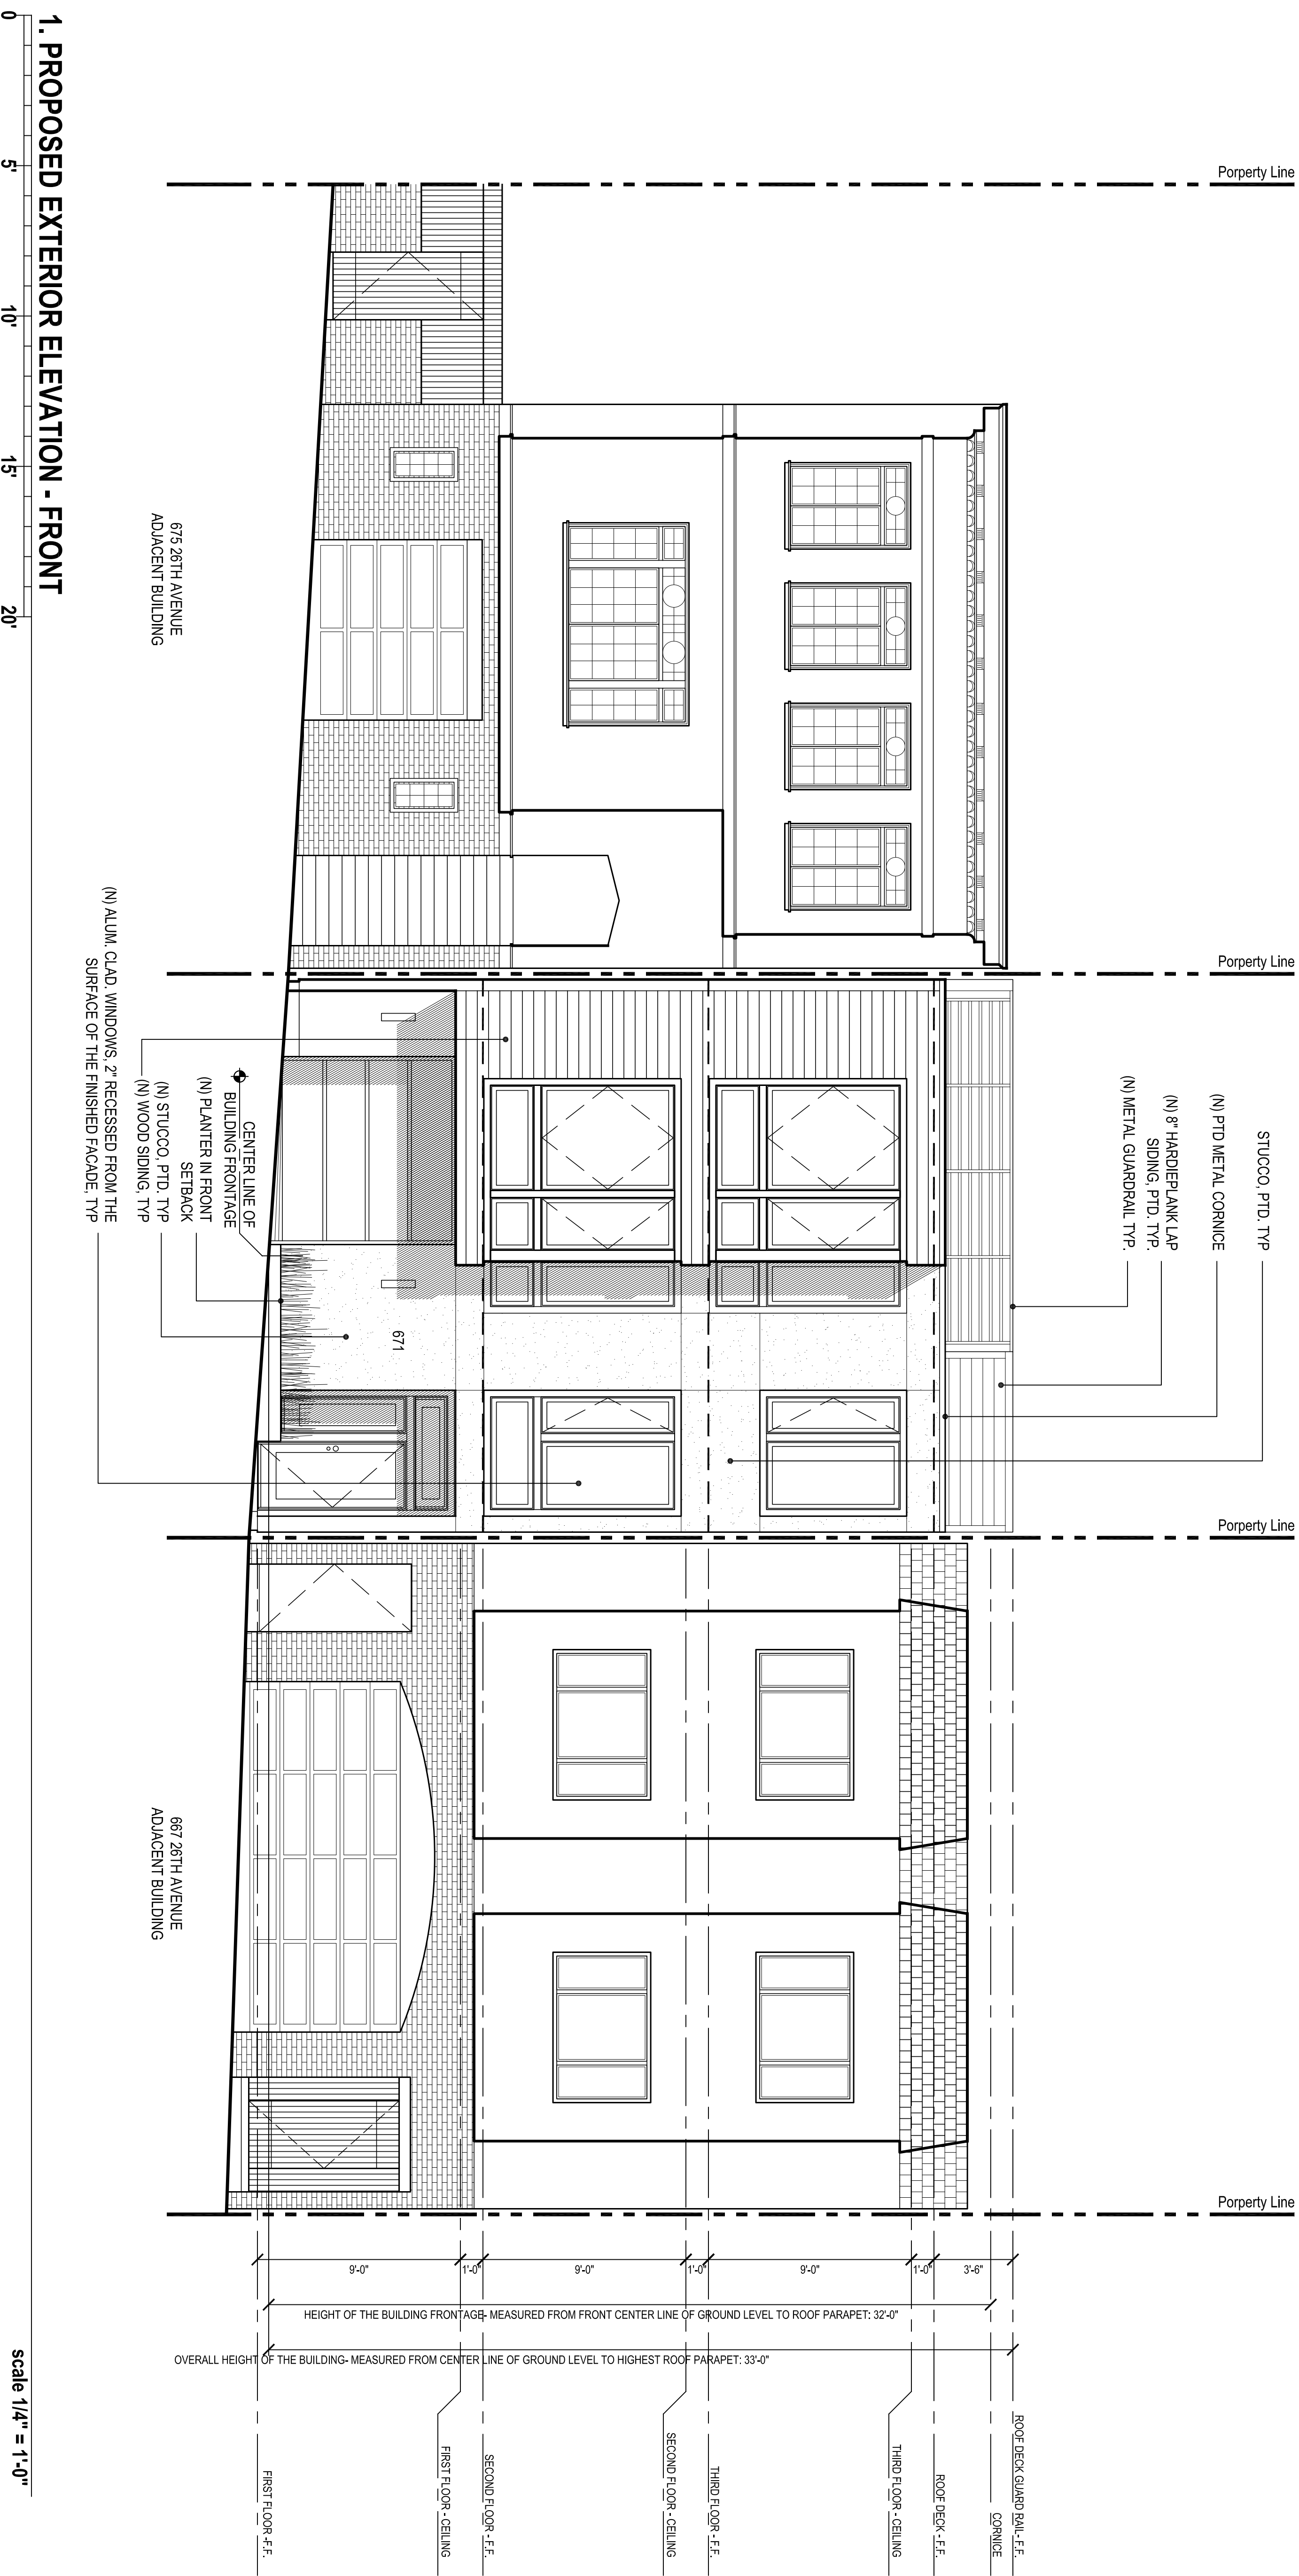 Porperty Line
Porperty Line
Porperty Line
Porperty Line
STUCCO, PTD. TYP
(N) PTD METAL CORNICE
(N) 8" HARDIEPLANK LAP
SIDING, PTD. TYP.
(N) METAL GUARDRAIL TYP.
671
CENTER LINE OF
BUILDING FRONTAGE
(N) PLANTER IN FRONT
SETBACK
(N) STUCCO, PTD. TYP
(N) WOOD SIDING, TYP
(N) ALUM. CLAD. WINDOWS, 2" RECESSED FROM THE
SURFACE OF THE FINISHED FACADE, TYP
675 26TH AVENUE
ADJACENT BUILDING
667 26TH AVENUE
ADJACENT BUILDING
3'-6"
1'-0"
9'-0"
1'-0"
9'-0"
1'-0"
9'-0"
HEIGHT OF THE BUILDING FRONTAGE- MEASURED FROM FRONT CENTER LINE OF GROUND LEVEL TO ROOF PARAPET: 32'-0"
OVERALL HEIGHT OF THE BUILDING- MEASURED FROM CENTER LINE OF GROUND LEVEL TO HIGHEST ROOF PARAPET: 33'-0"
ROOF DECK GUARD RAIL- F.F.
CORNICE
ROOF DECK - F.F.
THIRD FLOOR - CEILING
THIRD FLOOR - F.F.
SECOND FLOOR - CEILING
SECOND FLOOR - F.F.
FIRST FLOOR - CEILING
FIRST FLOOR -F.F.
1. PROPOSED EXTERIOR ELEVATION - FRONT
scale 1/4" = 1'-0"
0 5' 10' 15' 20'